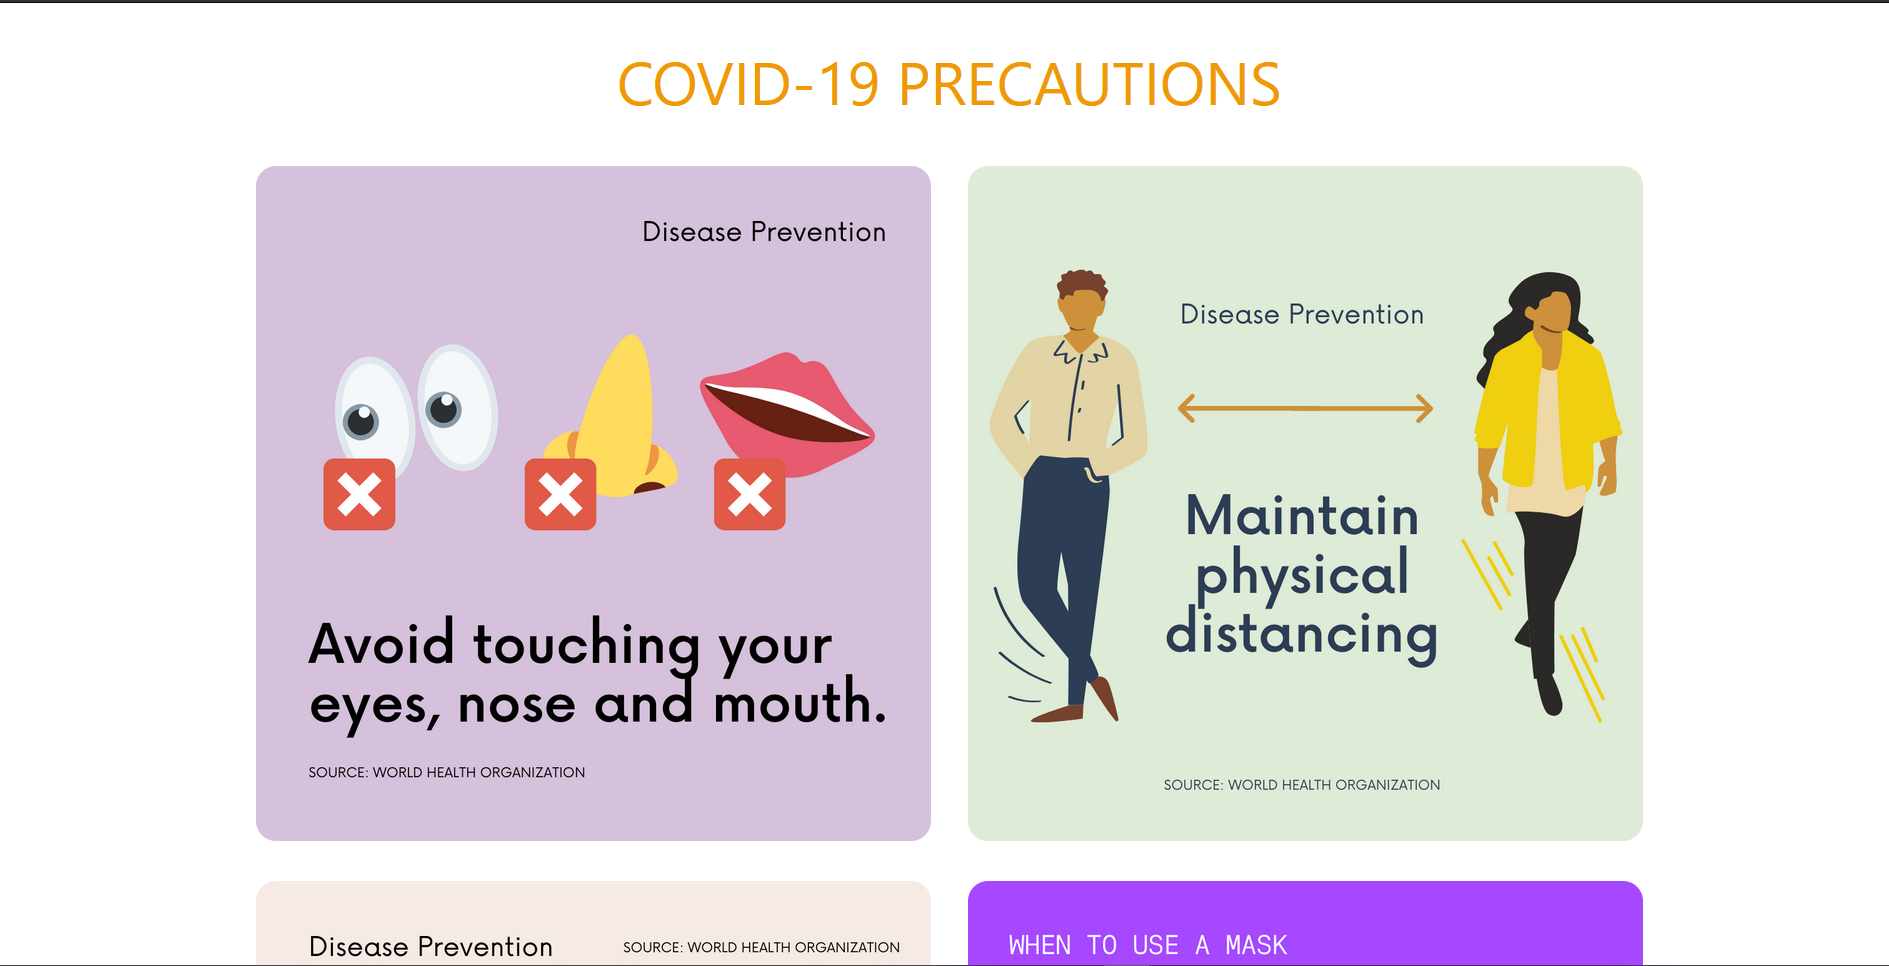 COVID-19 PRECAUTIONS
Disease Prevention
Avoid touching your
eyes, nose and mouth.
SOURCE: WORLD HEALTH ORGANIZATION
Disease Prevention
Maintain
physical
distancing
SOURCE: WORLD HEALTH ORGANIZATION
Disease Prevention
SOURCE: WORLD HEALTH ORGANIZATION
WHEN TO USE A MASK